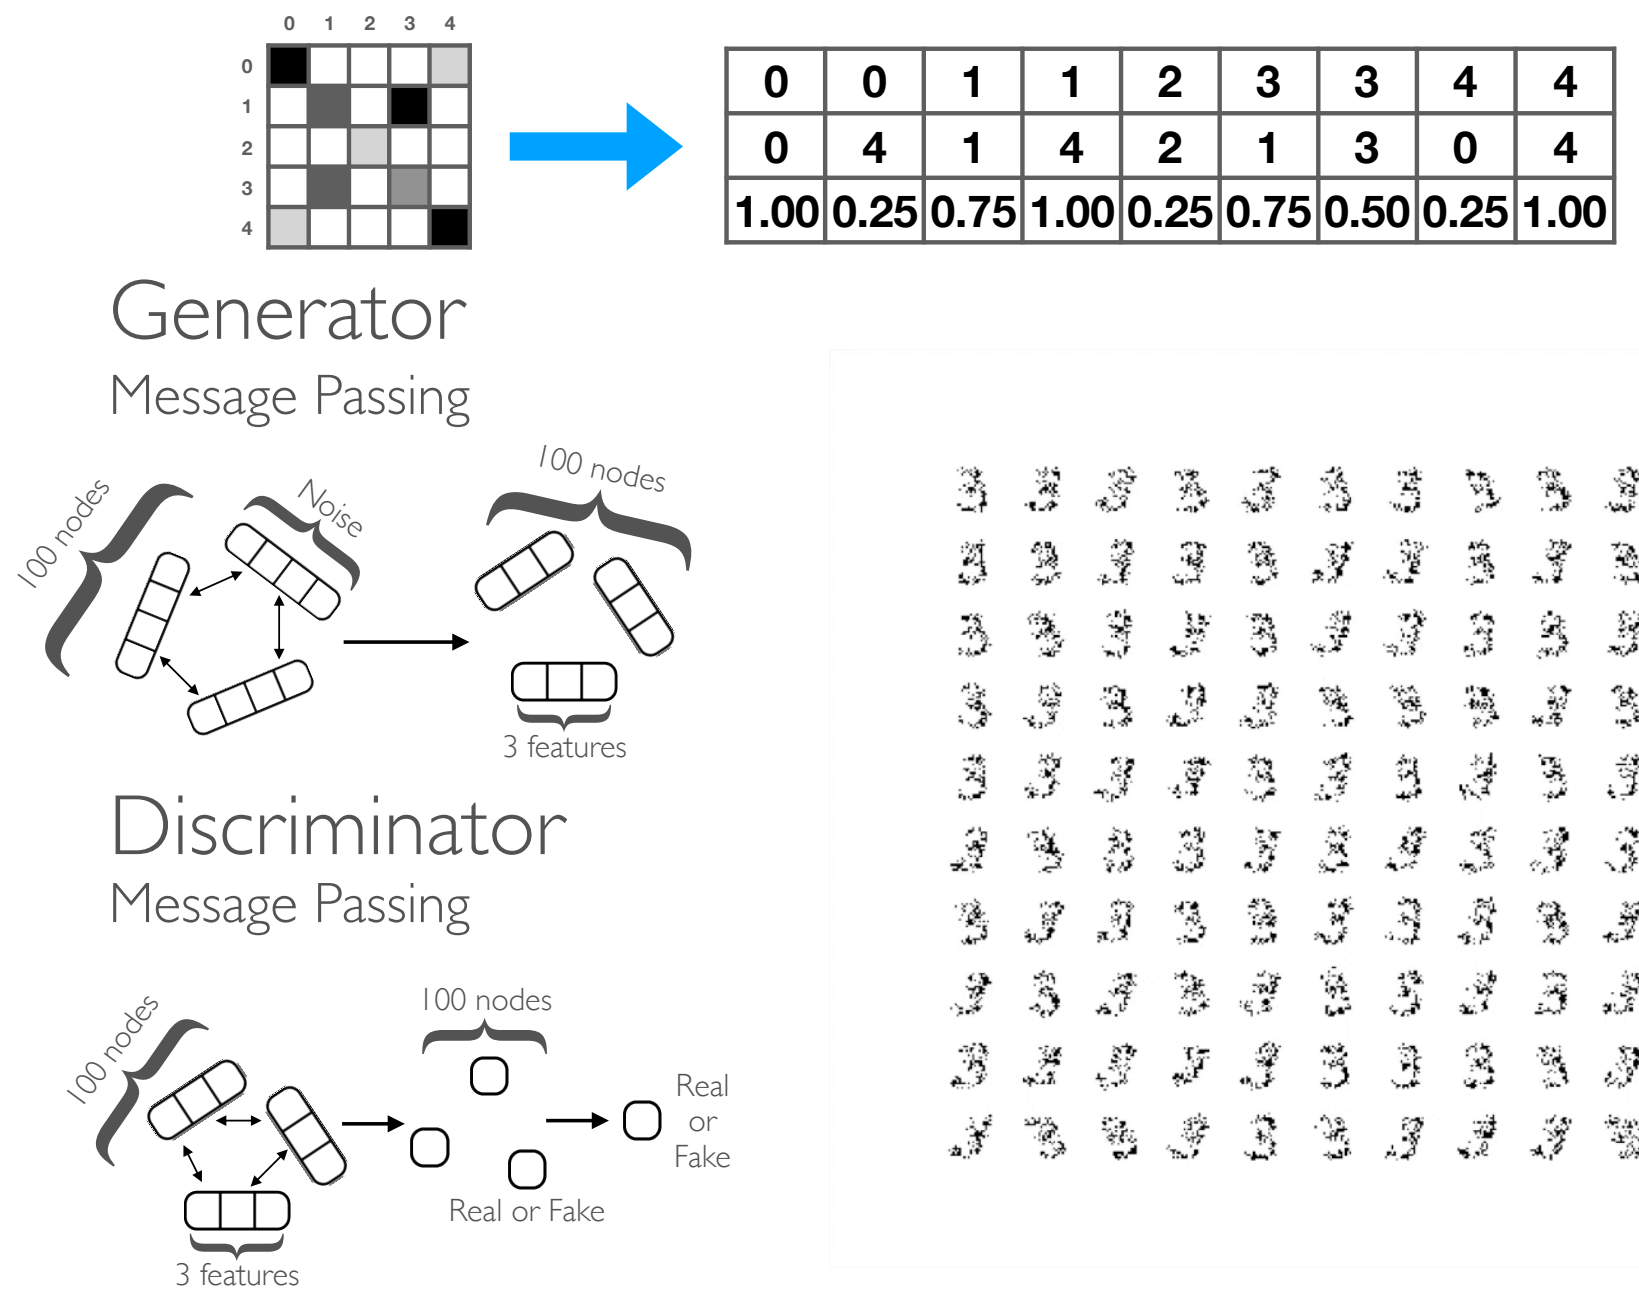 0 1 2 3 4
0
1
2
3
4
0 0 1 1 2 3 3 4 4
0 4 1 4 2 1 3 0 4
1.00 0.25 0.75 1.00 0.25 0.75 0.50 0.25 1.00
Generator
Message Passing
100 nodes
Noise
100 nodes
3 features
Discriminator
Message Passing
100 nodes
100 nodes
Real
or
Fake
Real or Fake
3 features